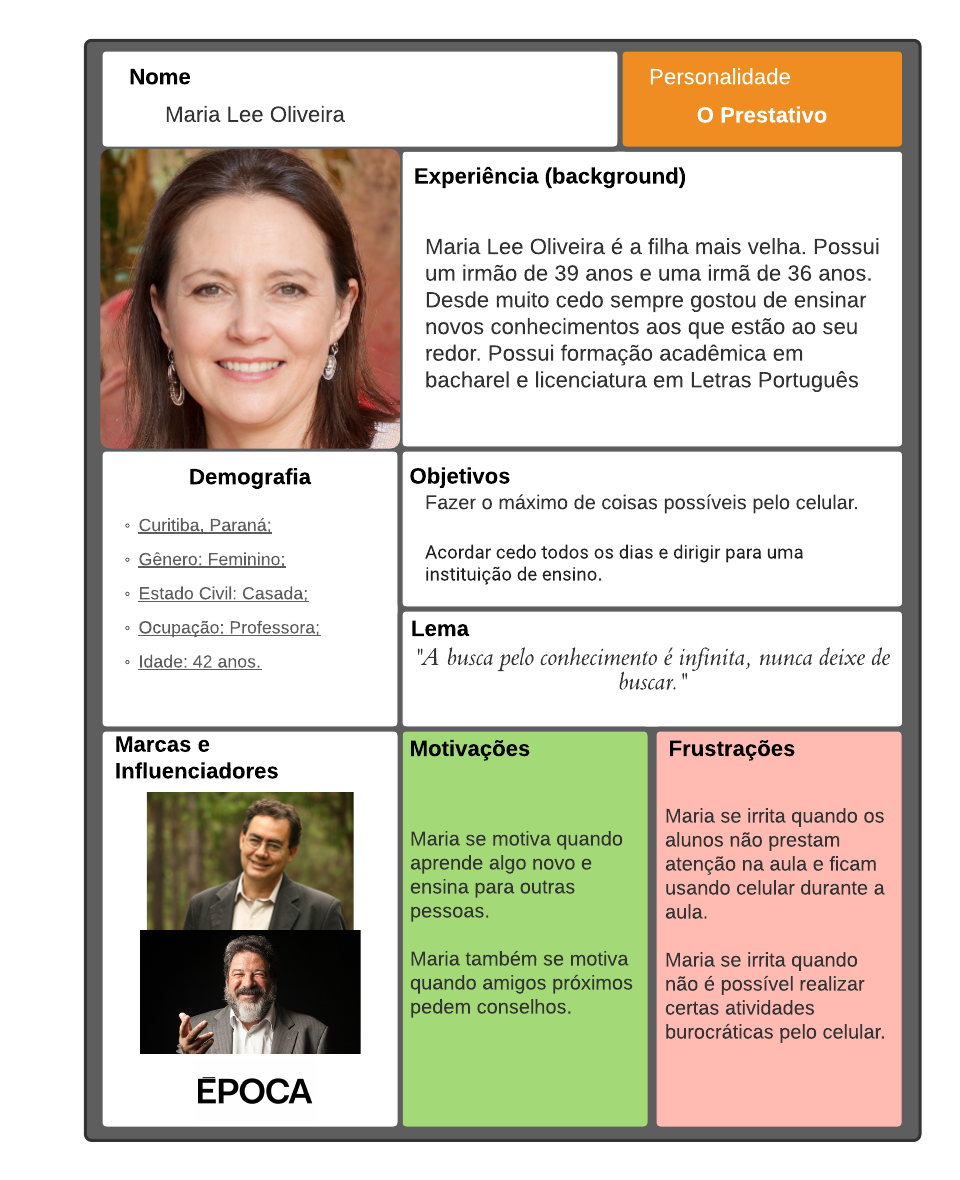 Nome
Maria Lee Oliveira
Personalidade
O Prestativo
Experiência (background)
Maria Lee Oliveira é a filha mais velha. Possui
um irmão de 39 anos e uma irmã de 36 anos.
Desde muito cedo sempre gostou de ensinar
novos conhecimentos aos que estão ao seu
redor. Possui formação acadêmica em
bacharel e licenciatura em Letras Português
Demografia
◦ Curitiba, Paraná;
◦ Gênero: Feminino;
◦ Estado Civil: Casada;
◦ Ocupação: Professora;
◦ Idade: 42 anos.
Objetivos
Fazer o máximo de coisas possíveis pelo celular.
Acordar cedo todos os dias e dirigir para uma
instituição de ensino.
Lema
"A busca pelo conhecimento é infinita, nunca deixe de
buscar."
Marcas e
Influenciadores
ÉPOCA
Motivações
Maria se motiva quando
aprende algo novo e
ensina para outras
pessoas.
Maria também se motiva
quando amigos próximos
pedem conselhos.
Frustrações
Maria se irrita quando os
alunos não prestam
atenção na aula e ficam
usando celular durante a
aula.
Maria se irrita quando
não é possível realizar
certas atividades
burocráticas pelo celular.